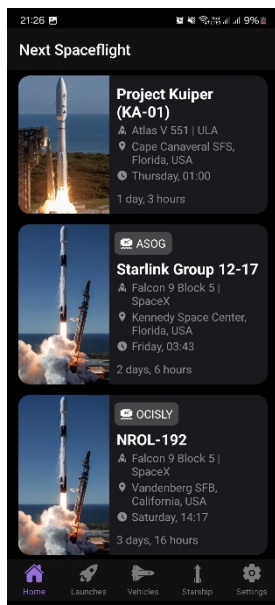 21:26 9%
Next Spaceflight
Project Kuiper
(KA-01)
Atlas V 551 | ULA
Cape Canaveral SFS,
Florida, USA
Thursday, 01:00
1 day, 3 hours
ASOG
Starlink Group 12-17
Falcon 9 Block 5 |
SpaceX
Kennedy Space Center,
Florida, USA
Friday, 03:43
2 days, 6 hours
OCISLY
NROL-192
Falcon 9 Block 5 |
SpaceX
Vandenberg SFB,
California, USA
Saturday, 14:17
3 days, 16 hours
Home Launches Vehicles Starship Settings